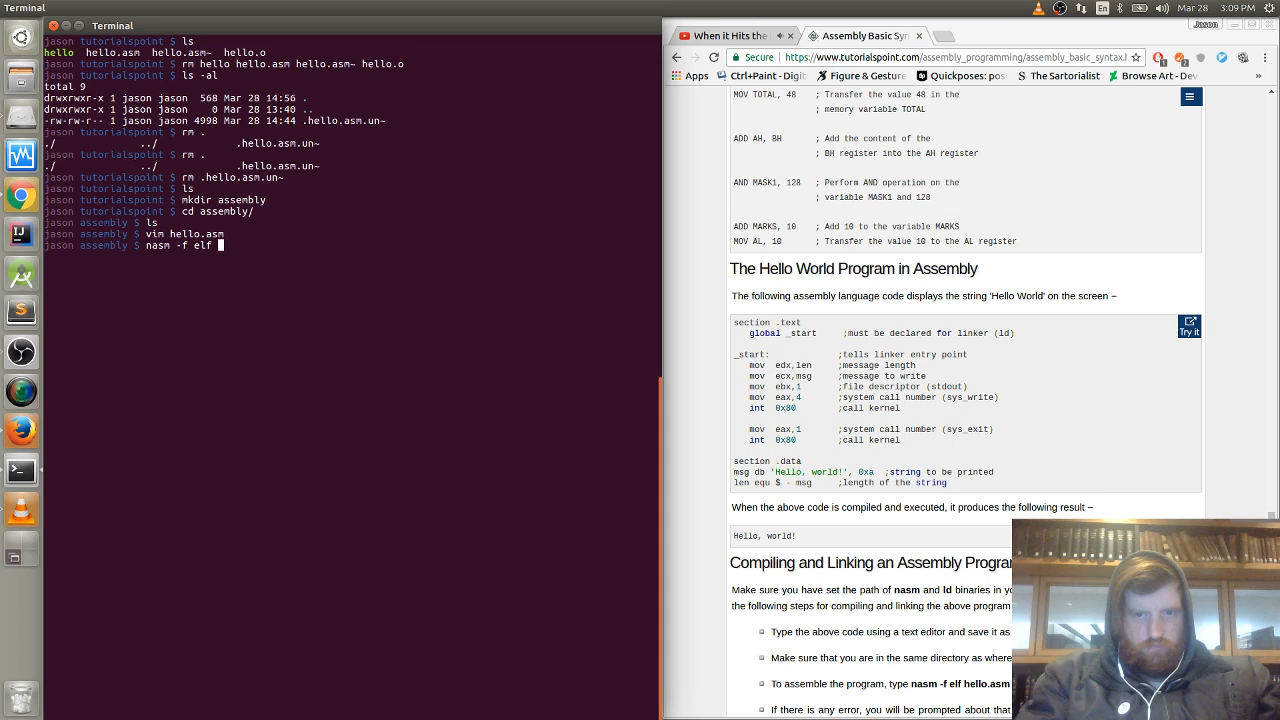 Terminal
En
Mar 28
3:09 PM
Terminal
jason tutorialspoint $ ls
hello hello.asm hello.asm~ hello.o
jason tutorialspoint $ rm hello hello.asm hello.asm~ hello.o
jason tutorialspoint $ ls -al
total 9
drwxrwxr-x 1 jason jason 568 Mar 28 14:56 .
drwxrwxr-x 1 jason jason 0 Mar 28 13:40 ..
-rw-rw-r-- 1 jason jason 4998 Mar 28 14:44 .hello.asm.un~
jason tutorialspoint $ rm .
./ ../ .hello.asm.un~
jason tutorialspoint $ rm .
./ ../ .hello.asm.un~
jason tutorialspoint $ rm .hello.asm.un~
jason tutorialspoint $ ls
jason tutorialspoint $ mkdir assembly
jason tutorialspoint $ cd assembly/
jason assembly $ ls
jason assembly $ vim hello.asm
jason assembly $ nasm -f elf
Jason
When it Hits the
Assembly Basic Syn
Secure https://www.tutorialspoint.com/assembly_programming/assembly_basic_syntax.l
Apps Ctrl+Paint - Digit Figure & Gesture Quickposes: pos The Sartorialist Browse Art - Dev »
MOV TOTAL, 48 ; Transfer the value 48 in the
; memory variable TOTAL
ADD AH, BH ; Add the content of the
; BH register into the AH register
AND MASK1, 128 ; Perform AND operation on the
; variable MASK1 and 128
ADD MARKS, 10 ; Add 10 to the variable MARKS
MOV AL, 10 ; Transfer the value 10 to the AL register
The Hello World Program in Assembly
The following assembly language code displays the string 'Hello World' on the screen −
Try it
section .text
global _start ;must be declared for linker (ld)
_start: ;tells linker entry point
mov edx,len ;message length
mov ecx,msg ;message to write
mov ebx,1 ;file descriptor (stdout)
mov eax,4 ;system call number (sys_write)
int 0x80 ;call kernel
mov eax,1 ;system call number (sys_exit)
int 0x80 ;call kernel
section .data
msg db 'Hello, world!', 0xa ;string to be printed
len equ $ - msg ;length of the string
When the above code is compiled and executed, it produces the following result −
Hello, world!
Compiling and Linking an Assembly Program
Make sure you have set the path of nasm and ld binaries in
the following steps for compiling and linking the above program
Type the above code using a text editor and save it as
Make sure that you are in the same directory as where
To assemble the program, type nasm -f elf hello.asm
If there is any error, you will be prompted about that